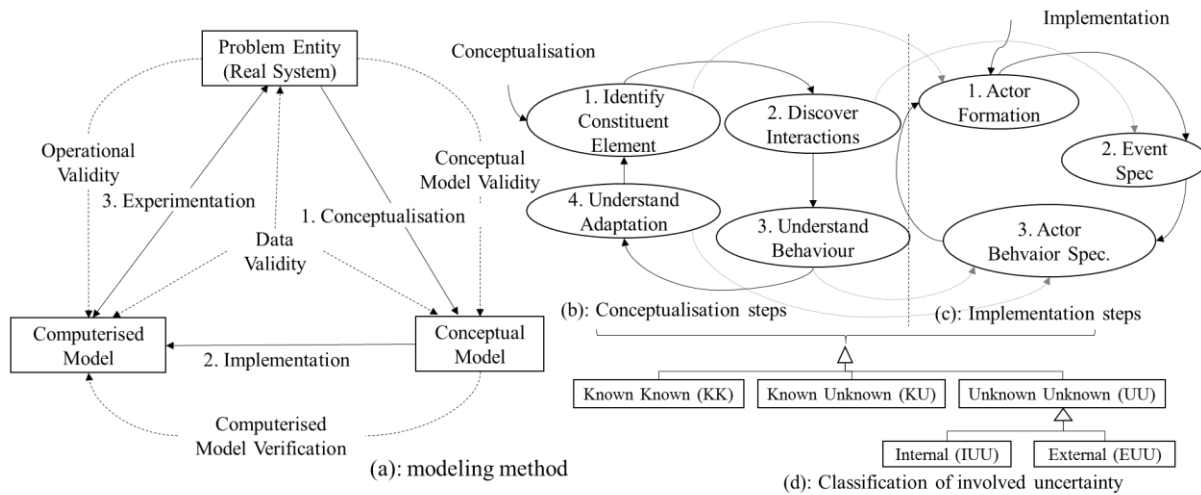 Problem Entity
(Real System)
Operational
Validity
3. Experimentation
Conceptual
Model Validity
1. Conceptualisation
Data
Validity
Computerised
Model
2. Implementation
Conceptual
Model
Computerised
Model Verification
(a): modeling method
Conceptualisation
1. Identify
Constituent
Element
2. Discover
Interactions
4. Understand
Adaptation
3. Understand
Behaviour
(b): Conceptualisation steps
Implementation
1. Actor
Formation
2. Event
Spec
3. Actor
Behvaior Spec.
(c): Implementation steps
Known Known (KK)
Known Unknown (KU)
Unknown Unknown (UU)
Internal (IUU)
External (EUU)
(d): Classification of involved uncertainty